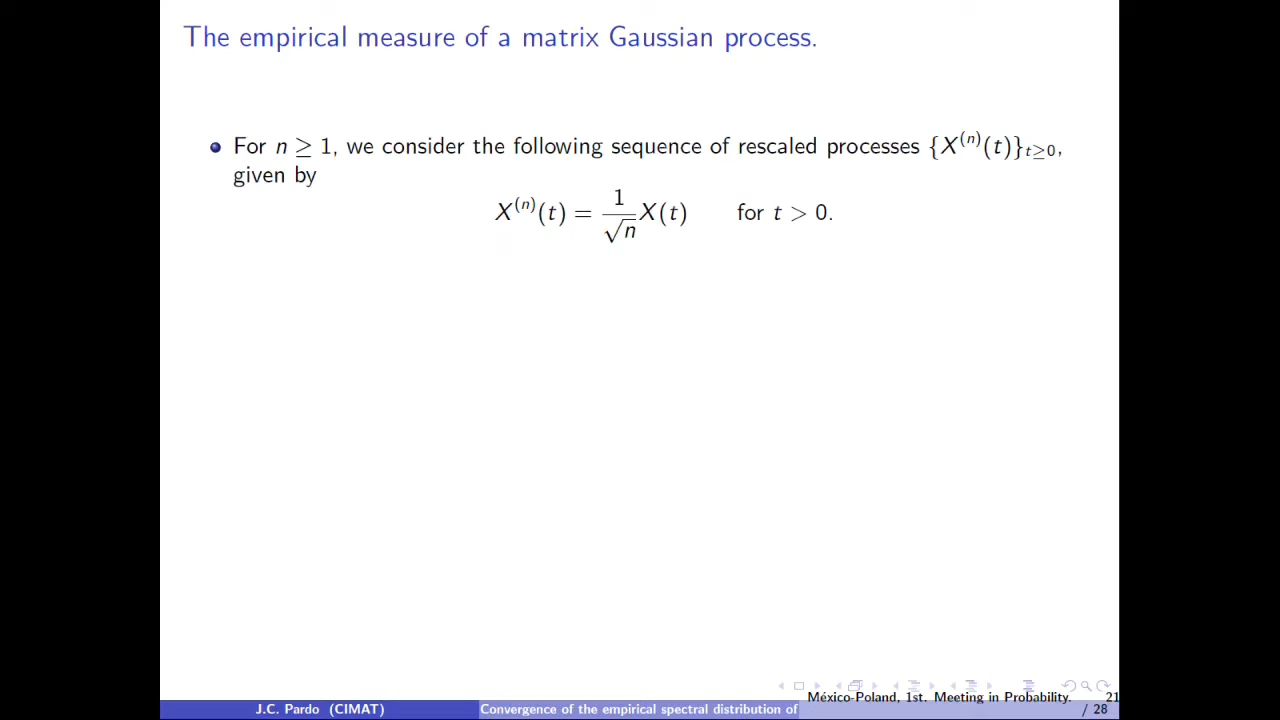 The empirical measure of a matrix Gaussian process.
For n ≥ 1, we consider the following sequence of rescaled processes {X^(n)(t)}_{t≥0},
given by
X^(n)(t) = \frac{1}{\sqrt{n}} X(t) for t > 0.
México-Poland, 1st. Meeting in Probability. 21
J.C. Pardo (CIMAT) Convergence of the empirical spectral distribution of / 28